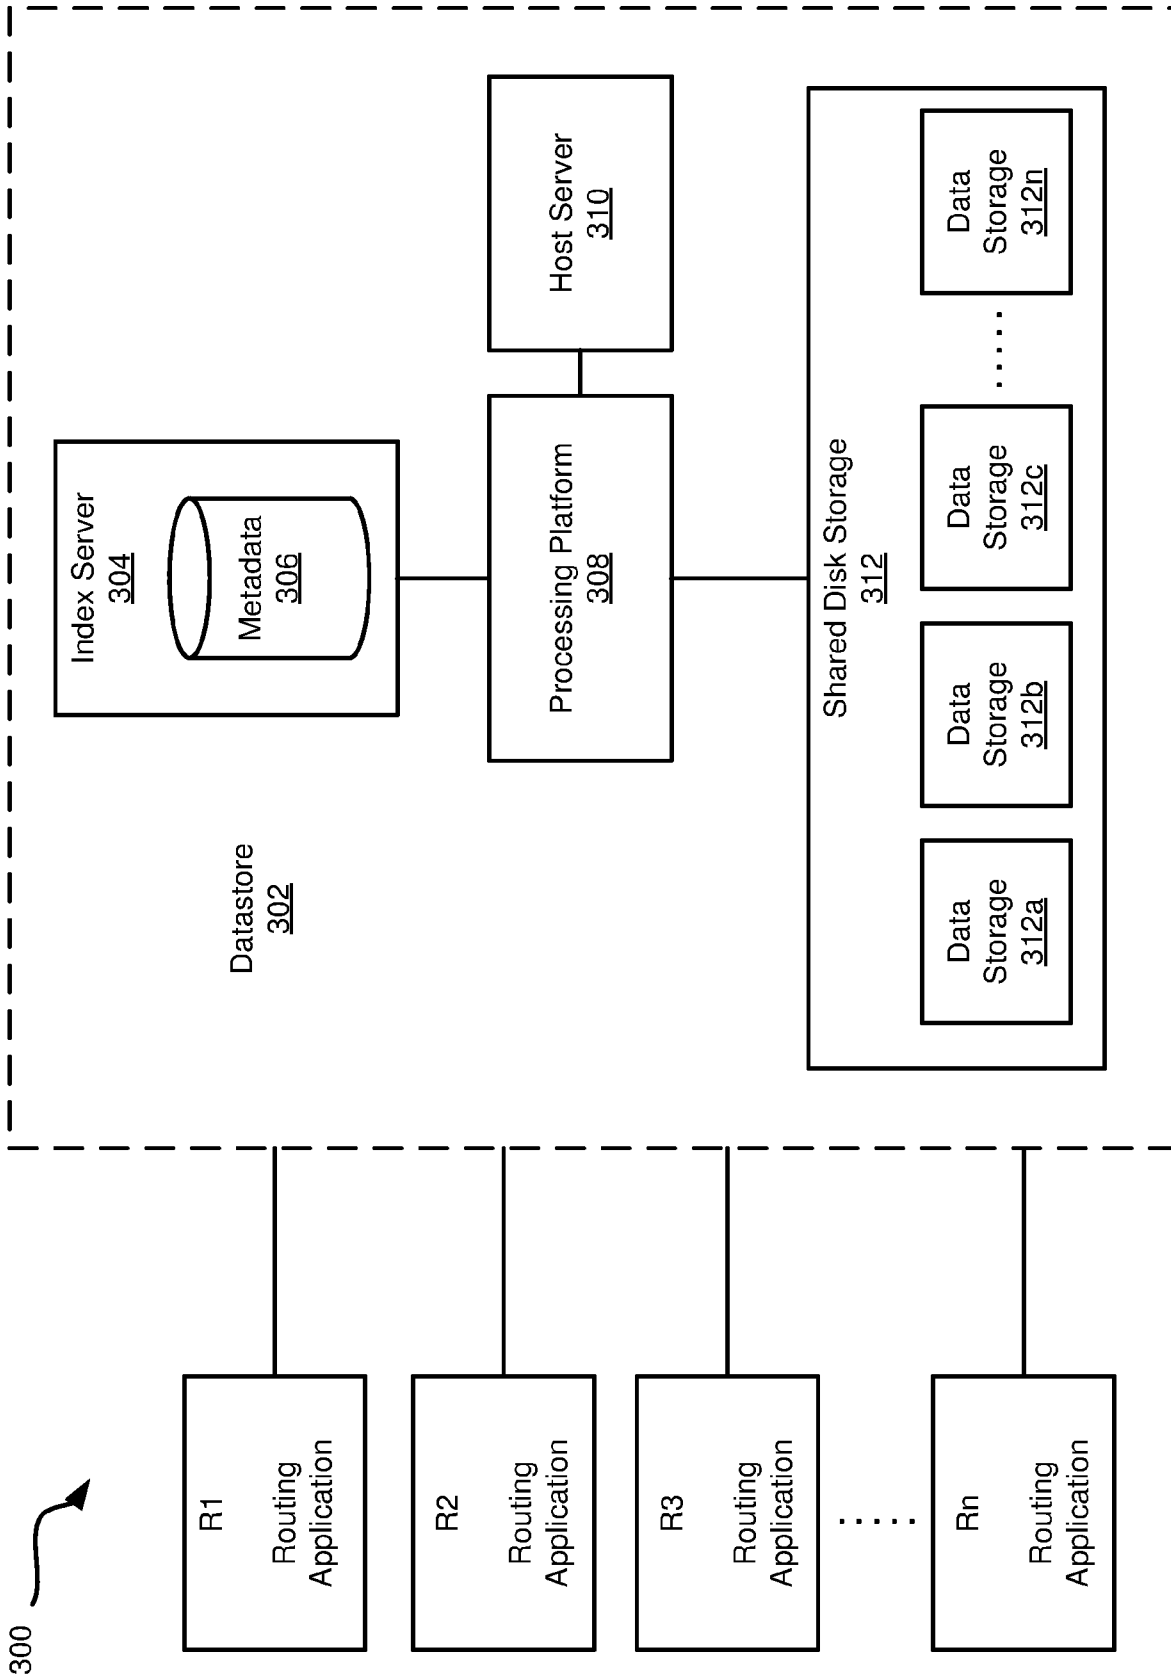 300
R1
Routing
Application
R2
Routing
Application
R3
Routing
Application
.....
Rn
Routing
Application
Datastore
302
Index Server
304
Metadata
306
Processing Platform
308
Host Server
310
Shared Disk Storage
312
Data
Storage
312a
Data
Storage
312b
Data
Storage
312c
.....
Data
Storage
312n